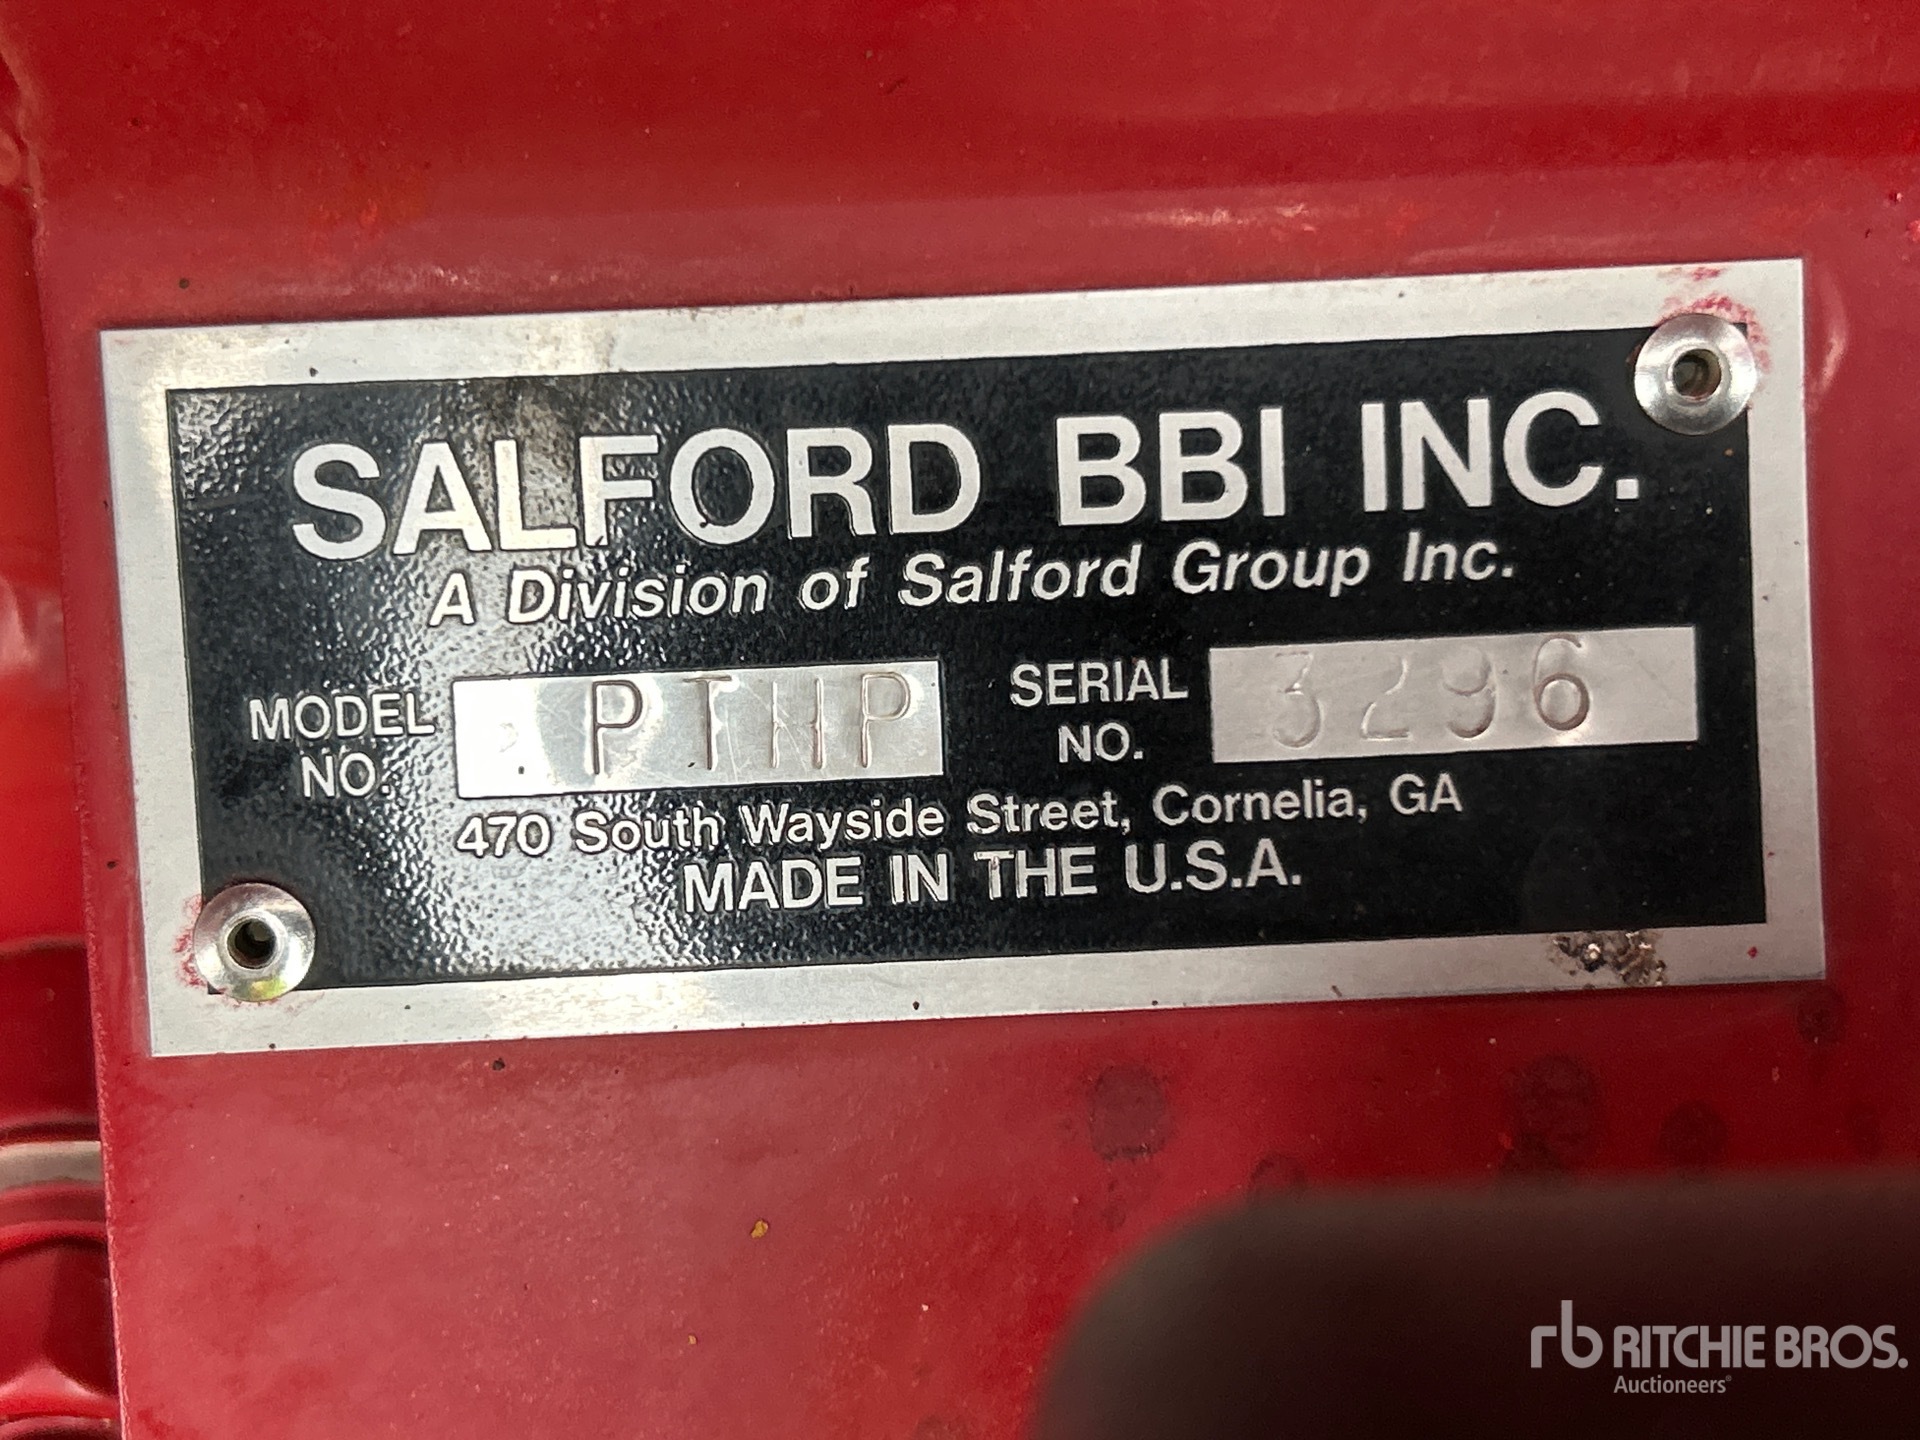 SALFORD BBI INC.
A Division of Salford Group Inc.
MODEL NO. PTHP
SERIAL NO. 3296
470 South Wayside Street, Cornelia, GA
MADE IN THE U.S.A.
rb RITCHIE BROS.
Auctioneers